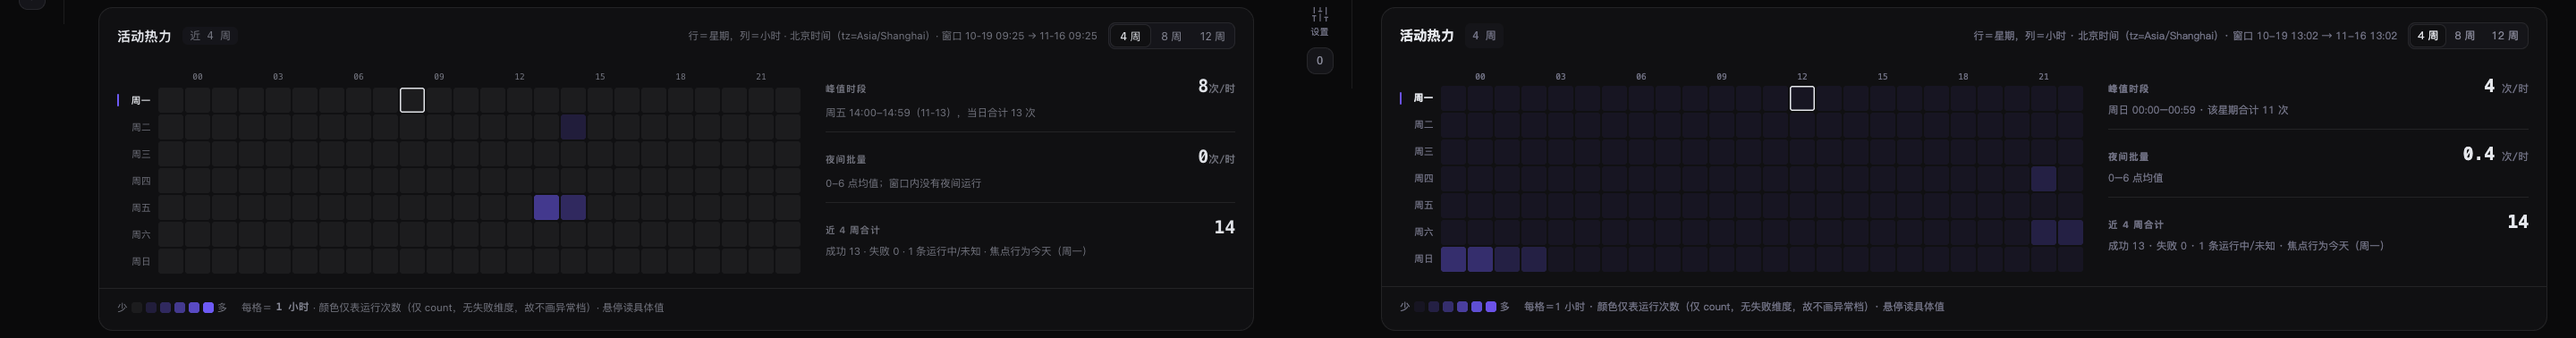 活动热力 近 4 周 行=星期，列=小时 · 北京时间（tz=Asia/Shanghai）· 窗口 10-19 09:25 → 11-16 09:25 4 周 8 周 12 周
00 03 06 09 12 15 18 21
周一
周二
周三
周四
周五
周六
周日
峰值时段 8次/时
周五 14:00–14:59（11-13），当日合计 13 次
夜间批量 0次/时
0–6 点均值；窗口内没有夜间运行
近 4 周合计 14
成功 13 · 失败 0 · 1 条运行中/未知 · 焦点行为今天（周一）
少 多 每格= 1 小时 · 颜色仅表运行次数（仅 count，无失败维度，故不画异常档）· 悬停读具体值
设置
0
活动热力 4 周 行=星期，列=小时 · 北京时间（tz=Asia/Shanghai）· 窗口 10-19 13:02 → 11-16 13:02 4 周 8 周 12 周
00 03 06 09 12 15 18 21
周一
周二
周三
周四
周五
周六
周日
峰值时段 4 次/时
周日 00:00—00:59 · 该星期合计 11 次
夜间批量 0.4 次/时
0—6 点均值
近 4 周合计 14
成功 13 · 失败 0 · 1 条运行中/未知 · 焦点行为今天（周一）
少 多 每格=1 小时 · 颜色仅表运行次数（仅 count，无失败维度，故不画异常档）· 悬停读具体值